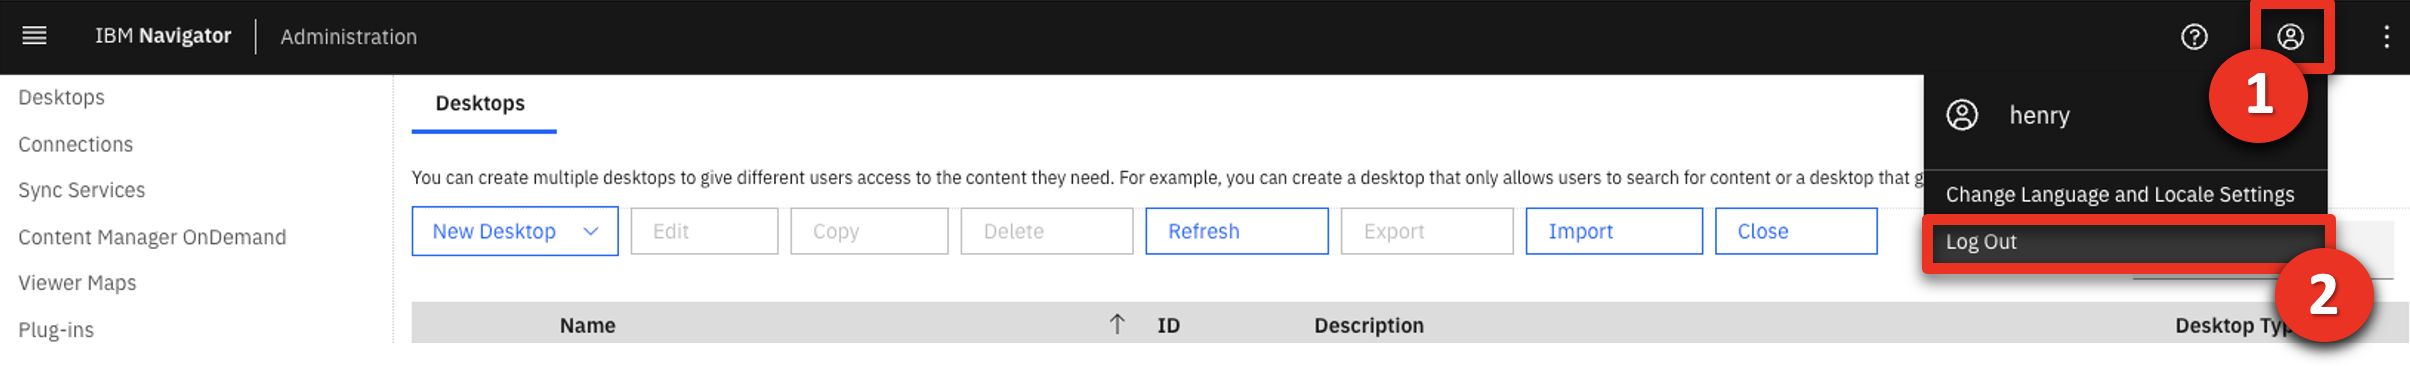 IBM Navigator Administration
1
Desktops
Connections
Sync Services
Content Manager OnDemand
Viewer Maps
Plug-ins
Desktops
You can create multiple desktops to give different users access to the content they need. For example, you can create a desktop that only allows users to search for content or a desktop that g
New Desktop Edit Copy Delete Refresh Export Import Close
Name ID Description Desktop Typ
henry
Change Language and Locale Settings
Log Out
2